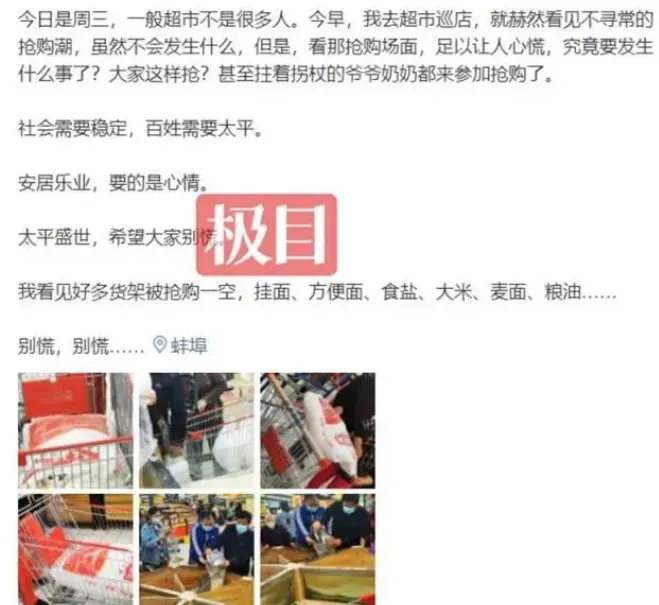 今日是周三，一般超市不是很多人。今早，我去超市巡店，就赫然看见不寻常的
抢购潮，虽然不会发生什么，但是，看那抢购场面，足以让人心慌，究竟要发生
什么事了？大家这样抢？甚至拄着拐杖的爷爷奶奶都来参加抢购了。
社会需要稳定，百姓需要太平。
安居乐业，要的是心情。
极目
太平盛世，希望大家别慌。
我看见好多货架被抢购一空，挂面、方便面、食盐、大米、麦面、粮油……
别慌，别慌…… 蚌埠